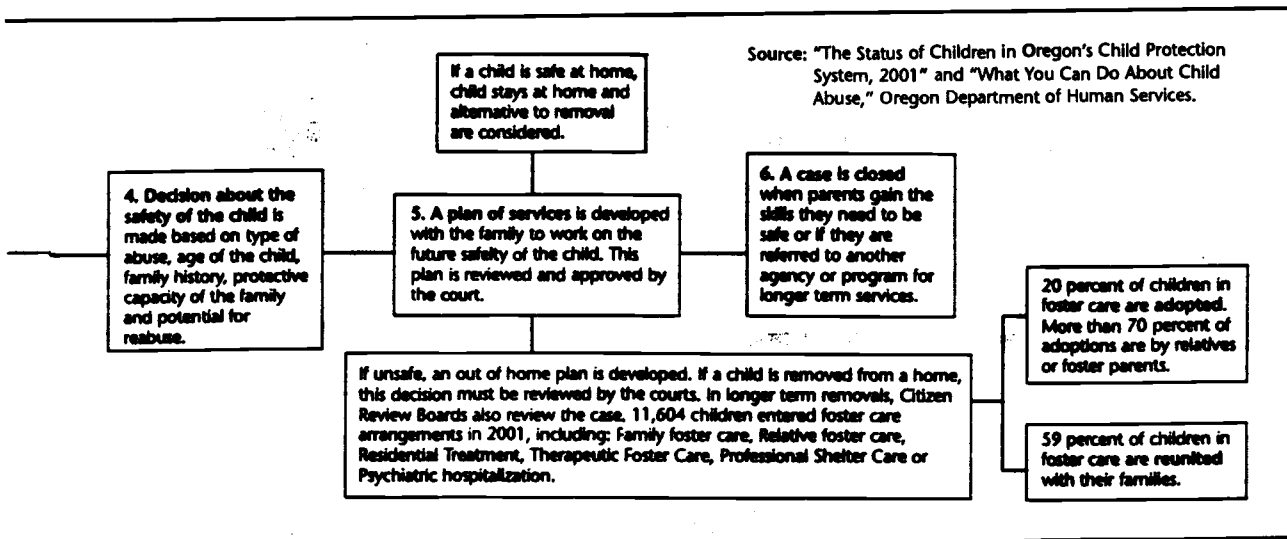 Source: "The Status of Children in Oregon's Child Protection
System, 2001" and "What You Can Do About Child
Abuse," Oregon Department of Human Services.
If a child is safe at home,
child stays at home and
alternative to removal
are considered.
4. Decision about the
safety of the child is
made based on type of
abuse, age of the child,
family history, protective
capacity of the family
and potential for
reabuse.
5. A plan of services is developed
with the family to work on the
future safelty of the child. This
plan is reviewed and approved by
the court.
6. A case is closed
when parents gain the
skills they need to be
safe or if they are
referred to another
agency or program for
longer term services.
If unsafe, an out of home plan is developed. If a child is removed from a home,
this decision must be reviewed by the courts. In longer term removals, Citizen
Review Boards also review the case. 11,604 children entered foster care
arrangements in 2001, including: Family foster care, Relative foster care,
Residential Treatment, Therapeutic Foster Care, Professional Shelter Care or
Psychiatric hospitalization.
20 percent of children in
foster care are adopted.
More than 70 percent of
adoptions are by relatives
or foster parents.
59 percent of children in
foster care are reunited
with their families.